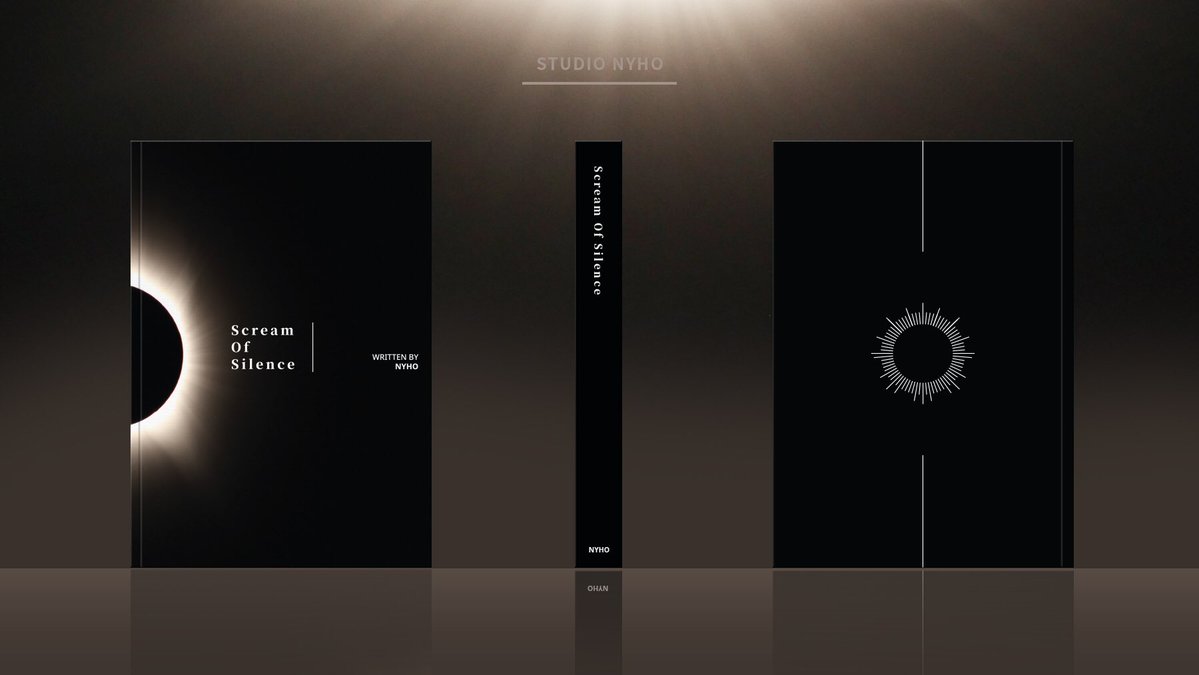 STUDIO NYHO
Scream
Of
Silence
WRITTEN BY
NYHO
Scream Of Silence
NYHO
NYHO